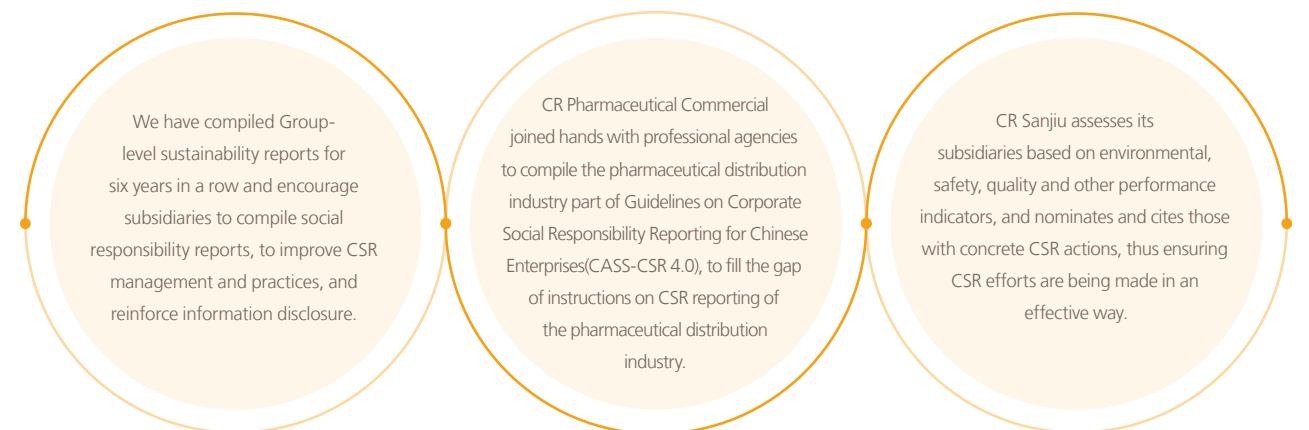 We have compiled Group-
level sustainability reports for
six years in a row and encourage
subsidiaries to compile social
responsibility reports, to improve CSR
management and practices, and
reinforce information disclosure.
CR Pharmaceutical Commercial
joined hands with professional agencies
to compile the pharmaceutical distribution
industry part of Guidelines on Corporate
Social Responsibility Reporting for Chinese
Enterprises(CASS-CSR 4.0), to fill the gap
of instructions on CSR reporting of
the pharmaceutical distribution
industry.
CR Sanjiu assesses its
subsidiaries based on environmental,
safety, quality and other performance
indicators, and nominates and cites those
with concrete CSR actions, thus ensuring
CSR efforts are being made in an
effective way.